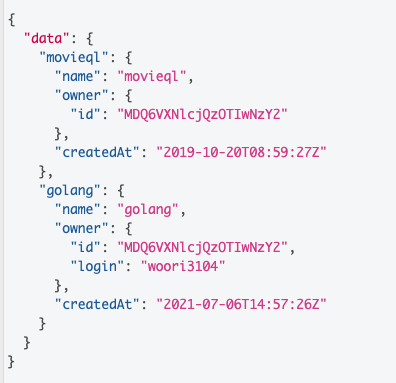 {
  "data": {
    "movieql": {
      "name": "movieql",
      "owner": {
        "id": "MDQ6VXNlcjQzOTIwNzY2"
      },
      "createdAt": "2019-10-20T08:59:27Z"
    },
    "golang": {
      "name": "golang",
      "owner": {
        "id": "MDQ6VXNlcjQzOTIwNzY2",
        "login": "woori3104"
      },
      "createdAt": "2021-07-06T14:57:26Z"
    }
  }
}